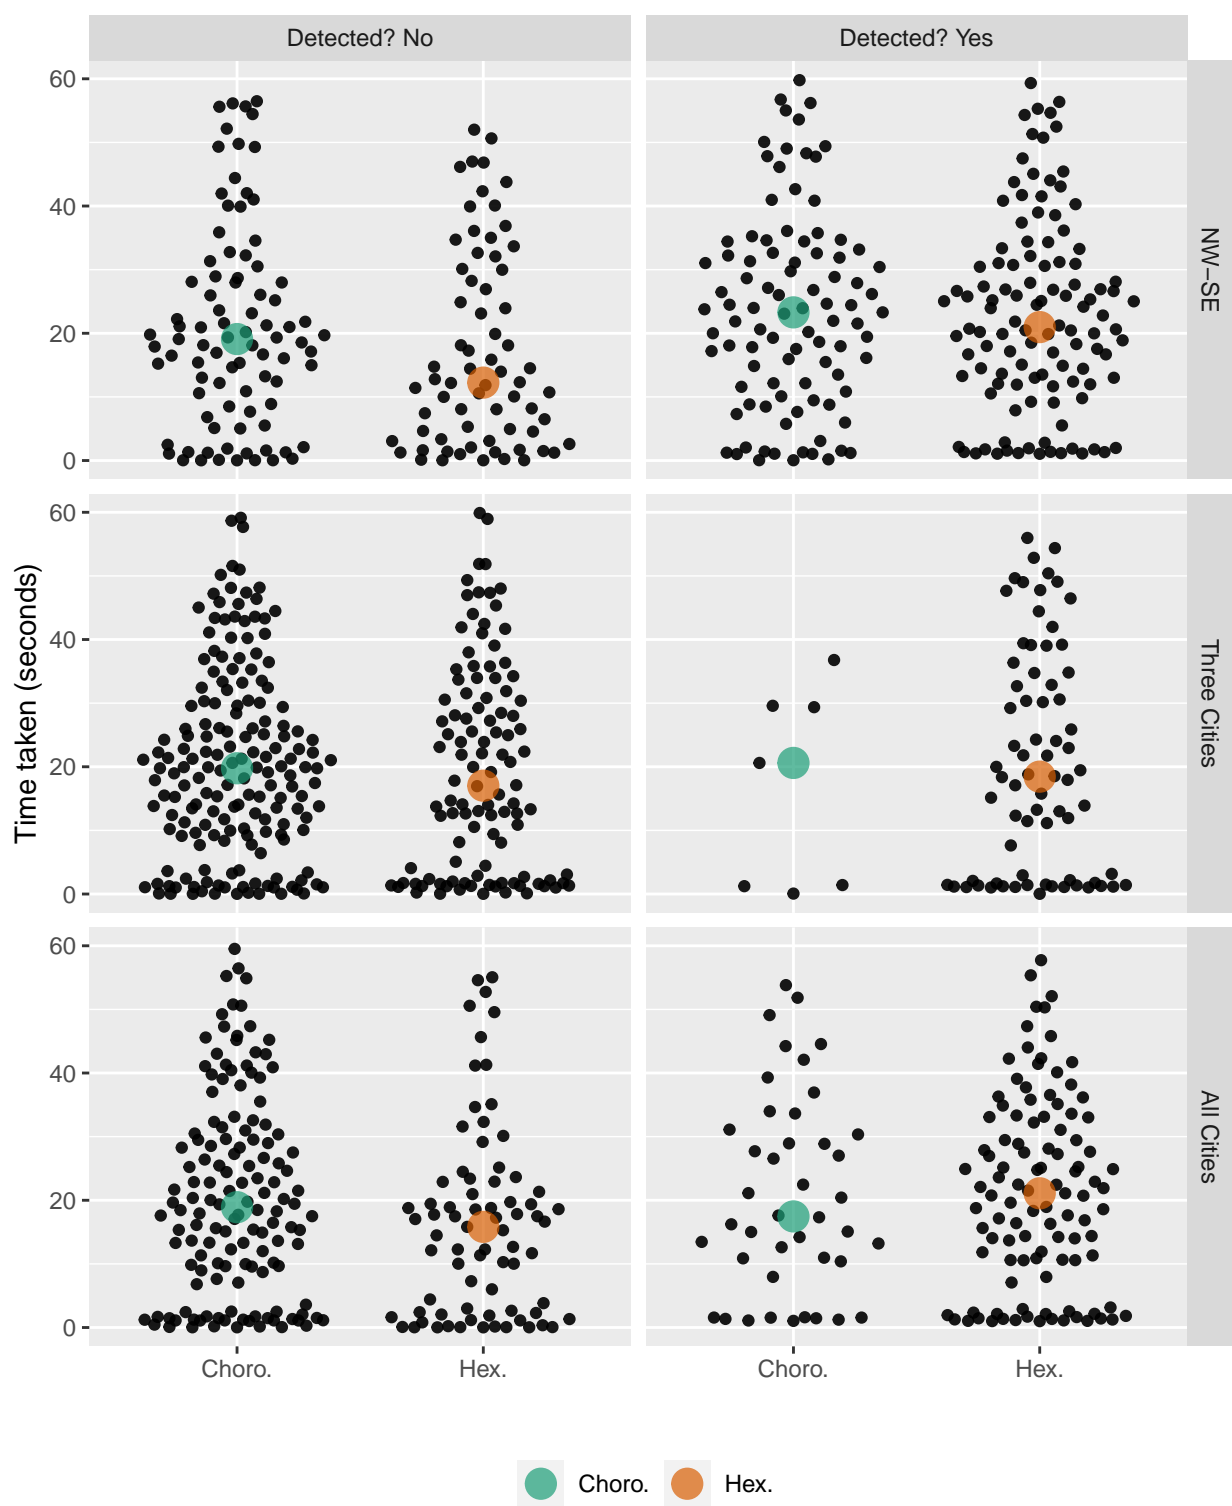 Detected? No
Detected? Yes
60
40
20
0
NW−SE
Time taken (seconds)
60
40
20
0
Three Cities
60
40
20
0
All Cities
Choro.
Hex.
Choro.
Hex.
Choro.
Hex.